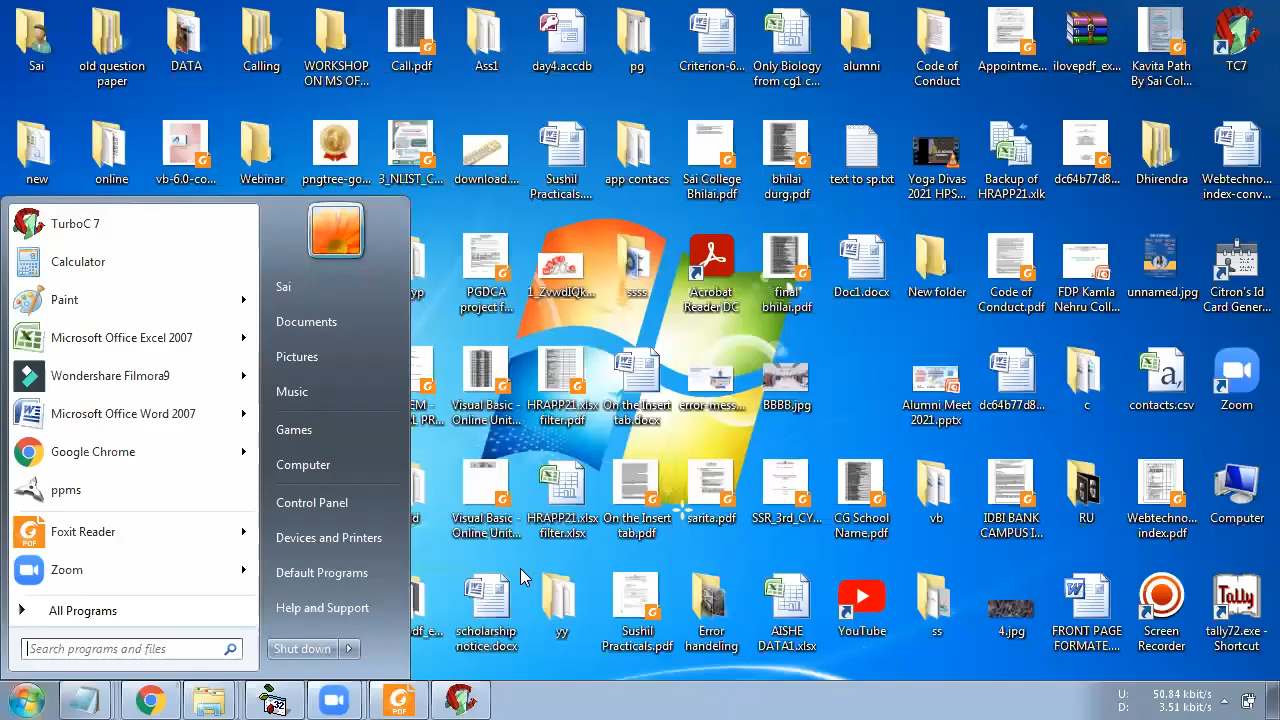 Sai
old question
paper
DATA
Calling
WORKSHOP
ON MS OF...
Call.pdf
Ass1
day4.accdb
pg
Criterion-6...
Only Biology
from cg1 c...
alumni
Code of
Conduct
Appointme...
ilovepdf_ex...
Kavita Path
By Sai Col...
TC7
new
online
vb-6.0-co...
Webinar
pngtree-go...
3_NLIST_C...
download....
Sushil
Practicals....
app contacs
Sai College
Bhilai.pdf
bhilai
durg.pdf
text to sp.txt
Yoga Divas
2021 HPS...
Backup of
HRAPP21.xlk
dc64b77d8...
Dhirendra
Webtechno...
index-conv...
PGDCA
project f...
1_ZvwdIQk...
ssss
Acrobat
Reader DC
final
bhilai.pdf
Doc1.docx
New folder
Code of
Conduct.pdf
FDP Kamla
Nehru Coll...
unnamed.jpg
Citron's Id
Card Gener...
Visual Basic -
Online Unit...
HRAPP21.xlsx
filter.pdf
On the Insert
tab.docx
error-mess...
BBBB.jpg
Alumni Meet
2021.pptx
dc64b77d8...
c
contacts.csv
Zoom
Visual Basic -
Online Unit...
HRAPP21.xlsx
filter.xlsx
On the Insert
tab.pdf
sarita.pdf
SSR_3rd_CY...
CG School
Name.pdf
vb
IDBI BANK
CAMPUS I...
RU
Webtechno...
index.pdf
Computer
scholarship
notice.docx
yy
Sushil
Practicals.pdf
Error
handeling
AISHE
DATA1.xlsx
YouTube
ss
4.jpg
FRONT PAGE
FORMATE....
Screen
Recorder
tally72.exe -
Shortcut
Turbo C7
Calculator
Paint
Microsoft Office Excel 2007
Wondershare Filmora9
Microsoft Office Word 2007
Google Chrome
Foxit Reader
Zoom
All Programs
Search programs and files
Sai
Documents
Pictures
Music
Games
Computer
Control Panel
Devices and Printers
Default Programs
Help and Support
Shut down
U: 50.84 kbit/s
D: 3.51 kbit/s